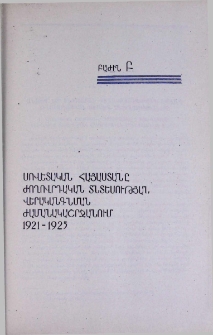 ԲԱԺԻՆ Բ
ՍՈՎԵՏԱԿԱՆ ՀԱՅԱՍՏԱՆԸ
ԺՈՂՈՎՐԴԱԿԱՆ ՏՆՏԵՍՈՒԹՅԱՆ
ՎԵՐԱԿԱՆԳՆՄԱՆ
ԺԱՄԱՆԱԿԱՇՐՋԱՆՈՒՄ
1921-1925